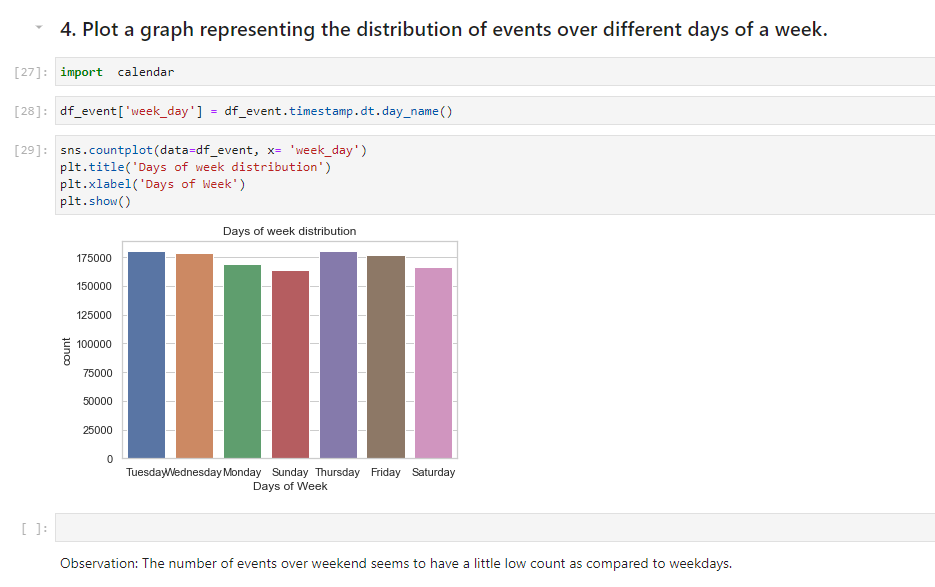 4. Plot a graph representing the distribution of events over different days of a week.
[27]: import  calendar
[28]: df_event['week_day'] = df_event.timestamp.dt.day_name()
[29]: sns.countplot(data=df_event, x= 'week_day')
plt.title('Days of week distribution')
plt.xlabel('Days of Week')
plt.show()
Days of week distribution
175000
150000
125000
100000
75000
50000
25000
0
count
Tuesday Wednesday Monday Sunday Thursday Friday Saturday
Days of Week
[ ]:
Observation: The number of events over weekend seems to have a little low count as compared to weekdays.